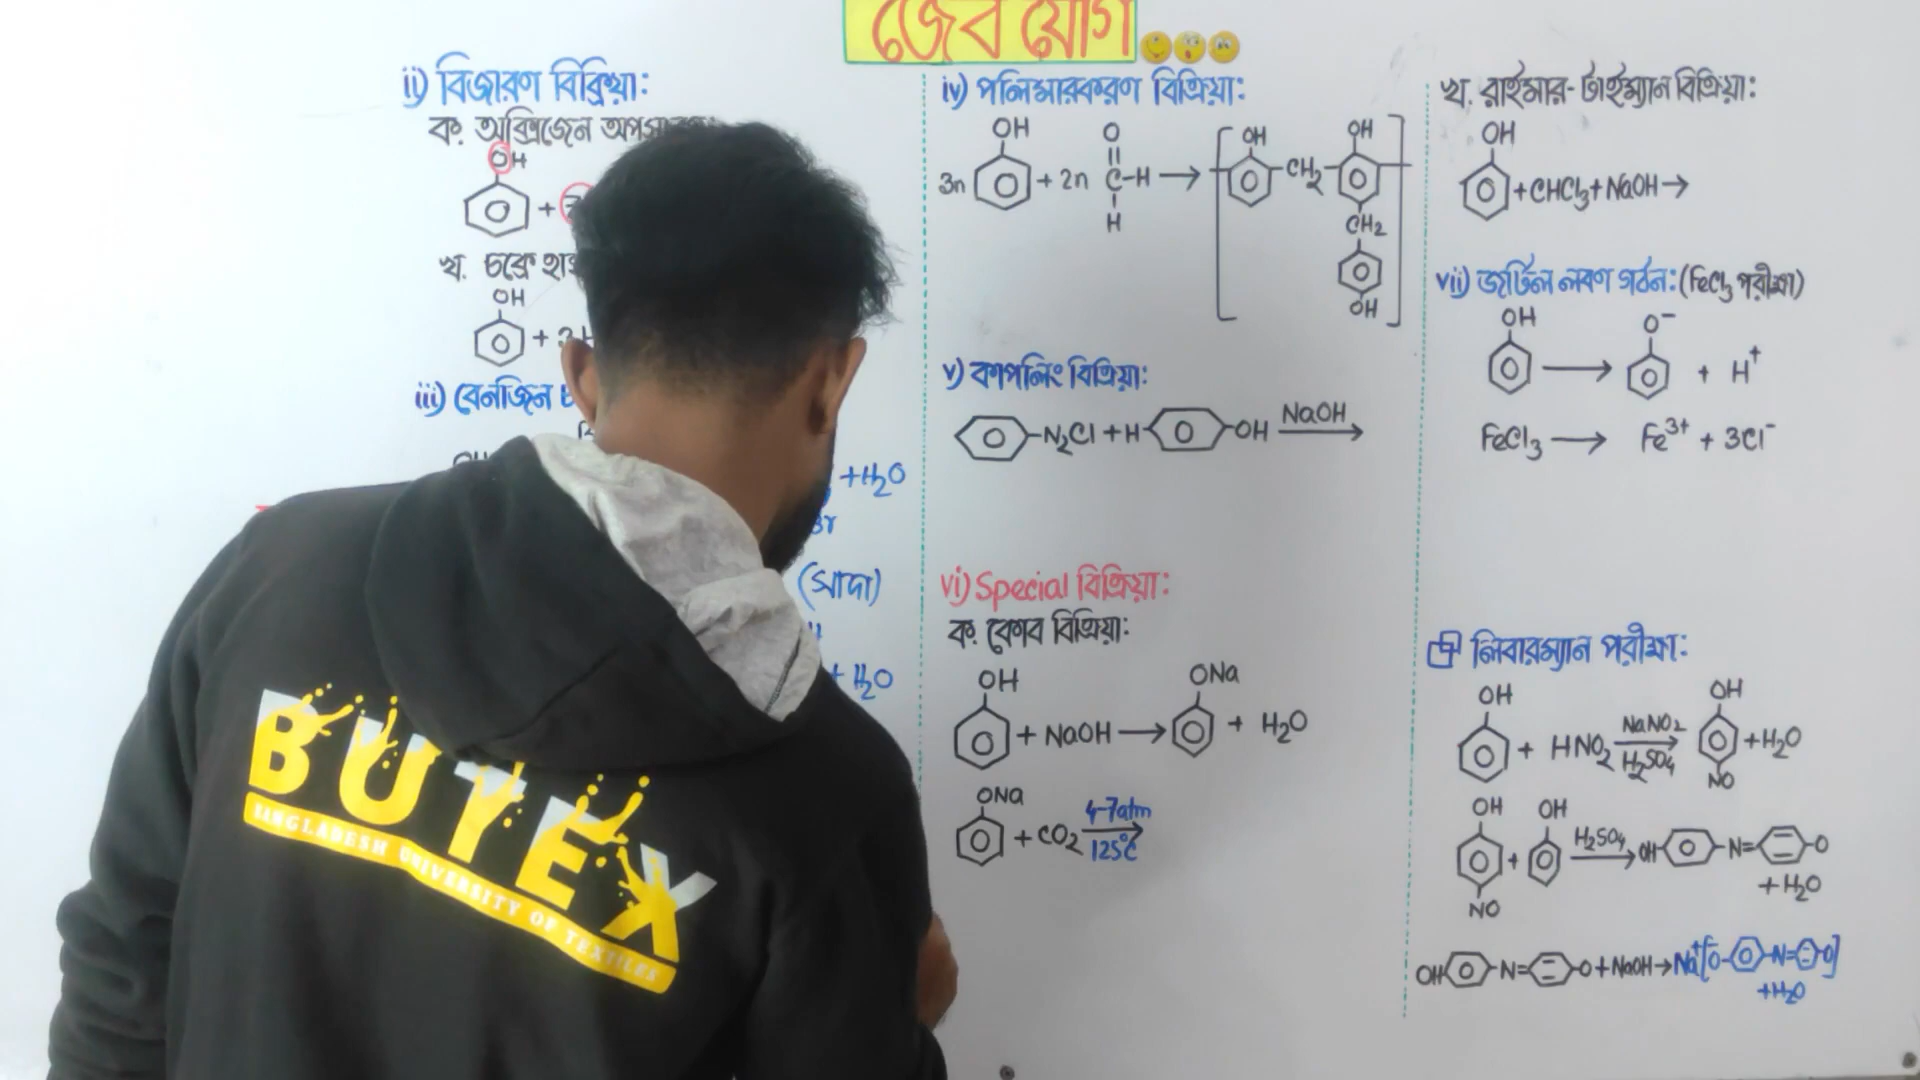 জৈব যৌগ
ii) বিজারণ বিক্রিয়া:
ক. অক্সিজেন
OH
+
খ. চক্রে
OH
+ 3H
iii) বেনজিন
OH
+H₂O
Br
(সাদা)
+ H₂O
BUTEX
BANGLADESH UNIVERSITY OF TEXTILES
iv) পলিমারকরণ বিক্রিয়া:
OH O OH OH
3n + 2n C-H → CH₂
H CH₂
OH
v) কাপলিং বিক্রিয়া:
N₂Cl + H OH NaOH →
vi) Special বিক্রিয়া:
ক. কোব বিক্রিয়া:
OH ONa
+ NaOH → + H₂O
ONa
+ CO₂ 4-7atm →
125°C
খ. রাইমার-টাইম্যান বিক্রিয়া:
OH
+ CHCl₃ + NaOH →
vii) জটিল লবণ গঠন: (FeCl₃ পরীক্ষা)
OH O⁻
→ + H⁺
FeCl₃ → Fe³⁺ + 3Cl⁻
লিবারম্যান পরীক্ষা:
OH OH
+ HNO₂ NaNO₂ → + H₂O
H₂SO₄
NO
OH OH
+ H₂SO₄ → OH -N= =O
+ H₂O
NO
OH -N= =O + NaOH → Na⁺[O⁻- -N= =O]
+H₂O